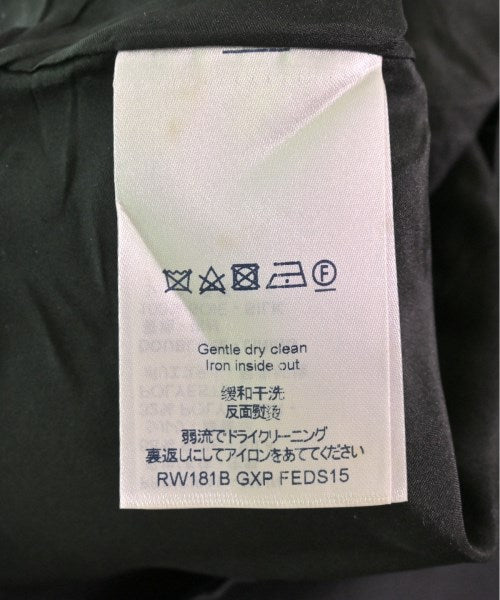 F
Gentle dry clean
Iron inside out
缓和干洗
反面熨烫
弱流でドライクリーニング
裏返しにしてアイロンをあててください
RW181B GXP FEDS15